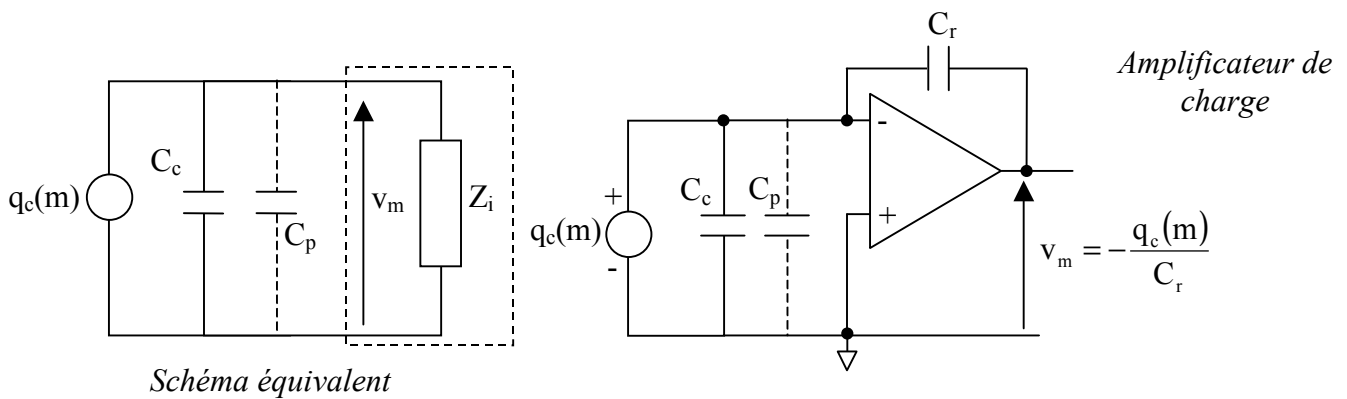 q_c(m)
C_c
C_p
v_m
Z_i
Schéma équivalent
C_r
Amplificateur de
charge
-
+
+
-
q_c(m)
C_c
C_p
v_m = - q_c(m) / C_r